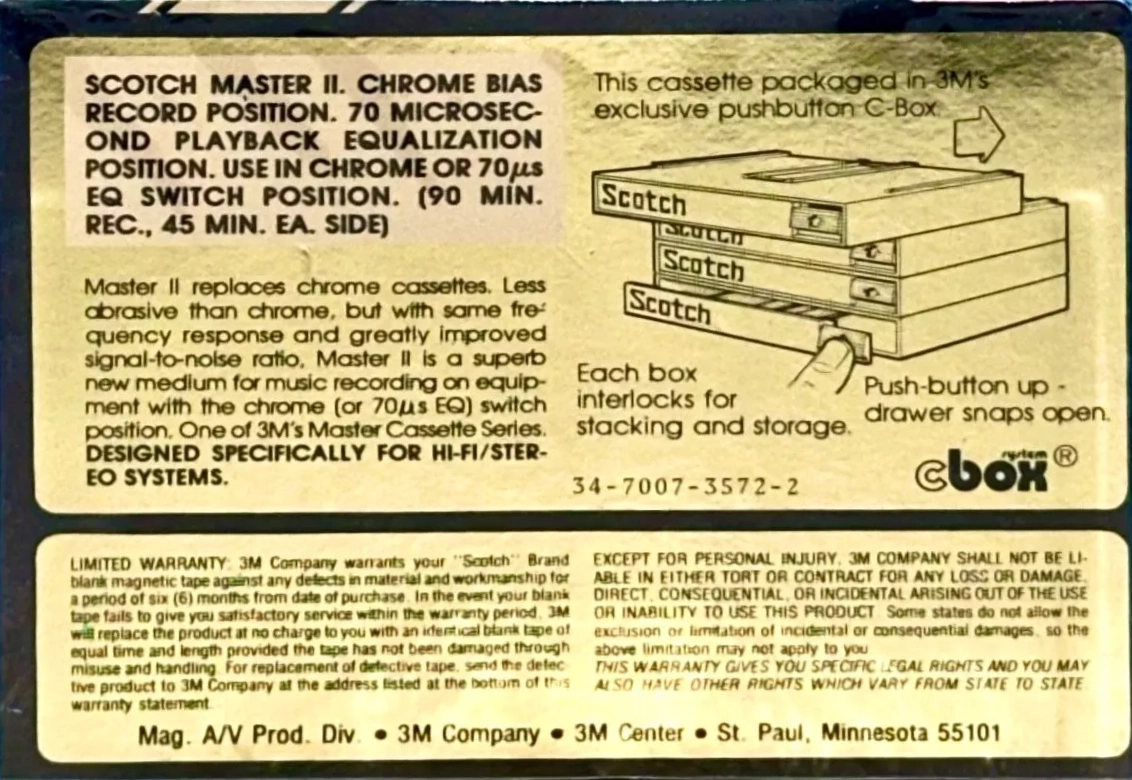 SCOTCH MASTER II. CHROME BIAS
RECORD POSITION. 70 MICROSEC-
OND PLAYBACK EQUALIZATION
POSITION. USE IN CHROME OR 70µs
EQ SWITCH POSITION. (90 MIN.
REC., 45 MIN. EA. SIDE)
Master II replaces chrome cassettes. Less
abrasive than chrome, but with same fre-
quency response and greatly improved
signal-to-noise ratio, Master II is a superb
new medium for music recording on equip-
ment with the chrome (or 70µs EQ) switch
position. One of 3M's Master Cassette Series.
DESIGNED SPECIFICALLY FOR HI-FI/STER-
EO SYSTEMS.
This cassette packaged in 3M's
exclusive pushbutton C-Box.
Scotch
Scotch
Scotch
Scotch
Each box
interlocks for
stacking and storage.
Push-button up -
drawer snaps open.
system
cbox®
34-7007-3572-2
LIMITED WARRANTY: 3M Company warrants your "Scotch" Brand
blank magnetic tape against any defects in material and workmanship for
a period of six (6) months from date of purchase. In the event your blank
tape fails to give you satisfactory service within the warranty period, 3M
will replace the product at no charge to you with an identical blank tape of
equal time and length provided the tape has not been damaged through
misuse and handling. For replacement of defective tape, send the defec-
tive product to 3M Company at the address listed at the bottom of this
warranty statement.
EXCEPT FOR PERSONAL INJURY, 3M COMPANY SHALL NOT BE LI-
ABLE IN EITHER TORT OR CONTRACT FOR ANY LOSS OR DAMAGE,
DIRECT, CONSEQUENTIAL, OR INCIDENTAL ARISING OUT OF THE USE
OR INABILITY TO USE THIS PRODUCT. Some states do not allow the
exclusion or limitation of incidental or consequential damages, so the
above limitation may not apply to you.
THIS WARRANTY GIVES YOU SPECIFIC LEGAL RIGHTS AND YOU MAY
ALSO HAVE OTHER RIGHTS WHICH VARY FROM STATE TO STATE.
Mag. A/V Prod. Div. • 3M Company • 3M Center • St. Paul, Minnesota 55101